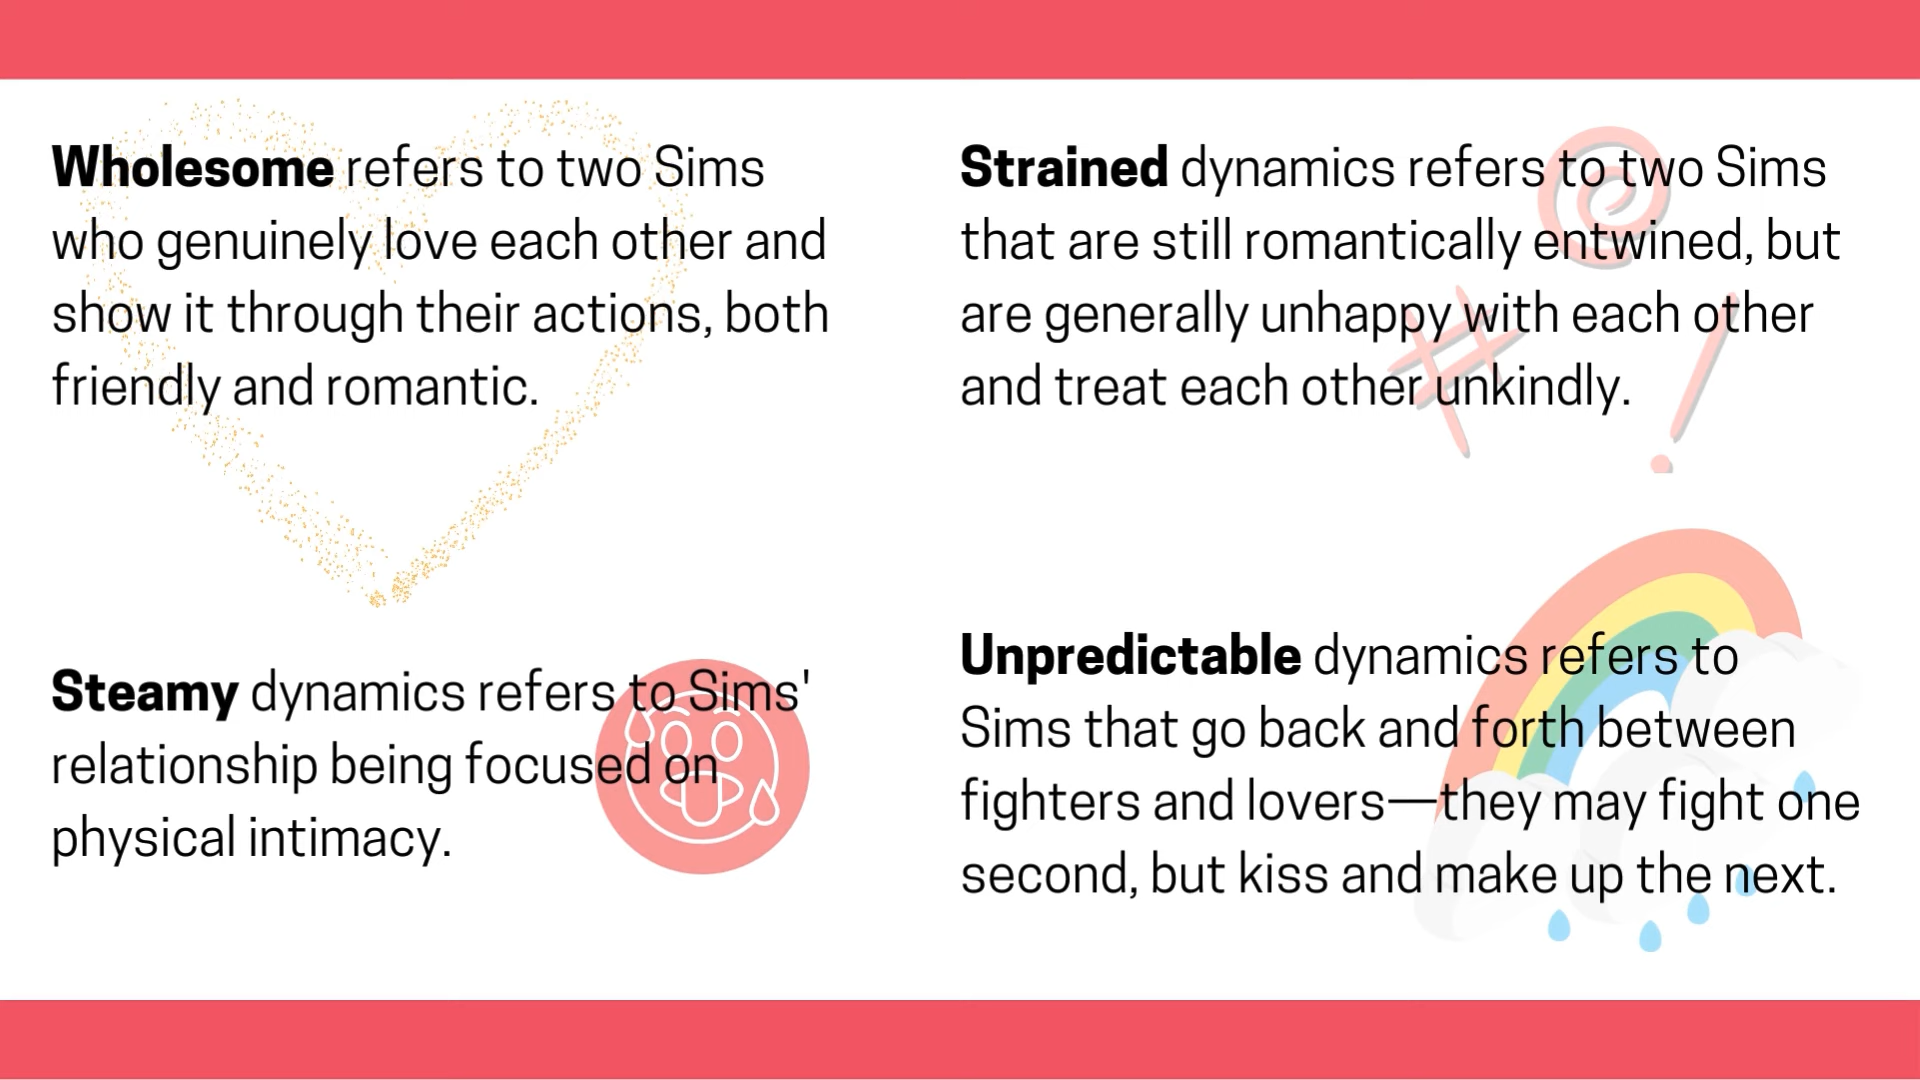 Wholesome refers to two Sims
who genuinely love each other and
show it through their actions, both
friendly and romantic.
Steamy dynamics refers to Sims'
relationship being focused on
physical intimacy.
Strained dynamics refers to two Sims
that are still romantically entwined, but
are generally unhappy with each other
and treat each other unkindly.
Unpredictable dynamics refers to
Sims that go back and forth between
fighters and lovers—they may fight one
second, but kiss and make up the next.